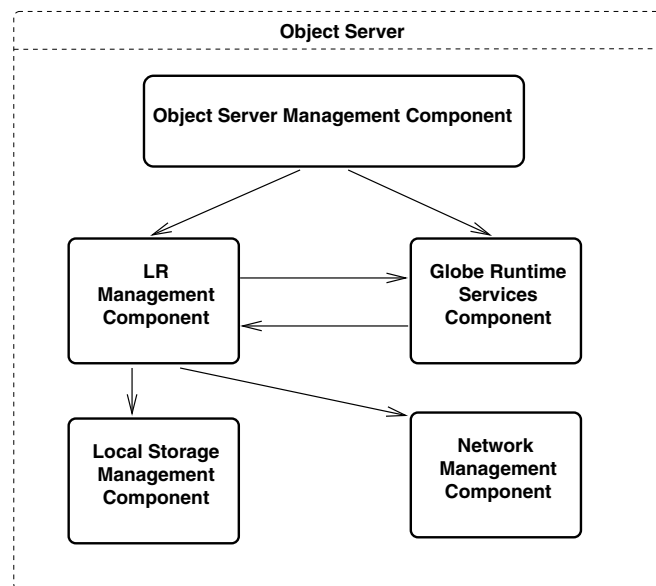 Object Server
Object Server Management Component
LR
Management
Component
Globe Runtime
Services
Component
Local Storage
Management
Component
Network
Management
Component